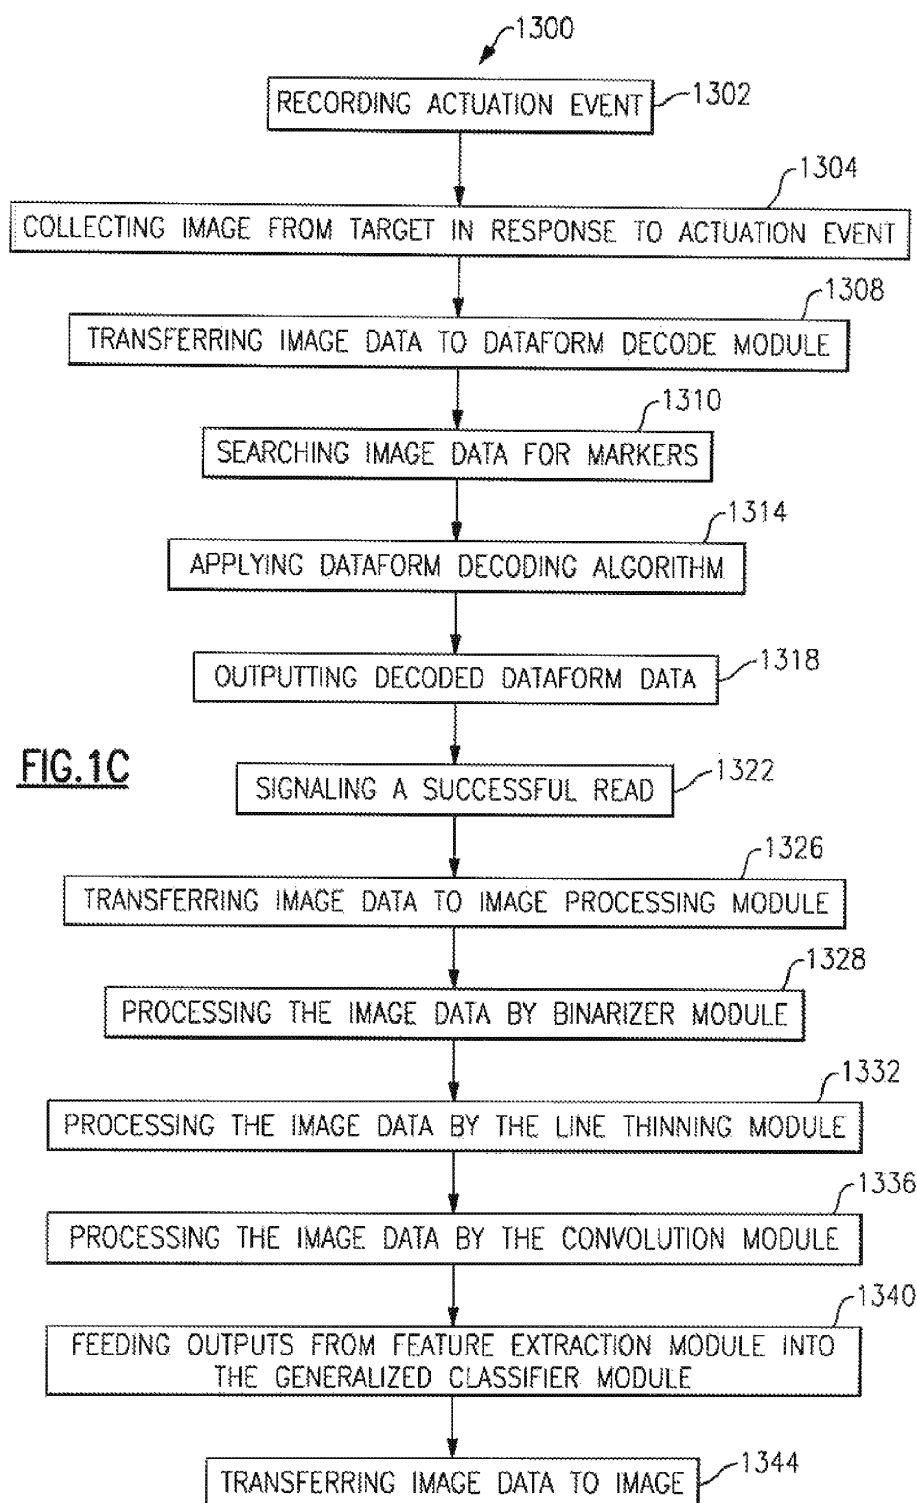 1300
RECORDING ACTUATION EVENT
1302
1304
COLLECTING IMAGE FROM TARGET IN RESPONSE TO ACTUATION EVENT
1308
TRANSFERRING IMAGE DATA TO DATAFORM DECODE MODULE
1310
SEARCHING IMAGE DATA FOR MARKERS
1314
APPLYING DATAFORM DECODING ALGORITHM
OUTPUTTING DECODED DATAFORM DATA
1318
FIG.1C
SIGNALING A SUCCESSFUL READ
1322
1326
TRANSFERRING IMAGE DATA TO IMAGE PROCESSING MODULE
1328
PROCESSING THE IMAGE DATA BY BINARIZER MODULE
1332
PROCESSING THE IMAGE DATA BY THE LINE THINNING MODULE
1336
PROCESSING THE IMAGE DATA BY THE CONVOLUTION MODULE
1340
FEEDING OUTPUTS FROM FEATURE EXTRACTION MODULE INTO
THE GENERALIZED CLASSIFIER MODULE
TRANSFERRING IMAGE DATA TO IMAGE
1344